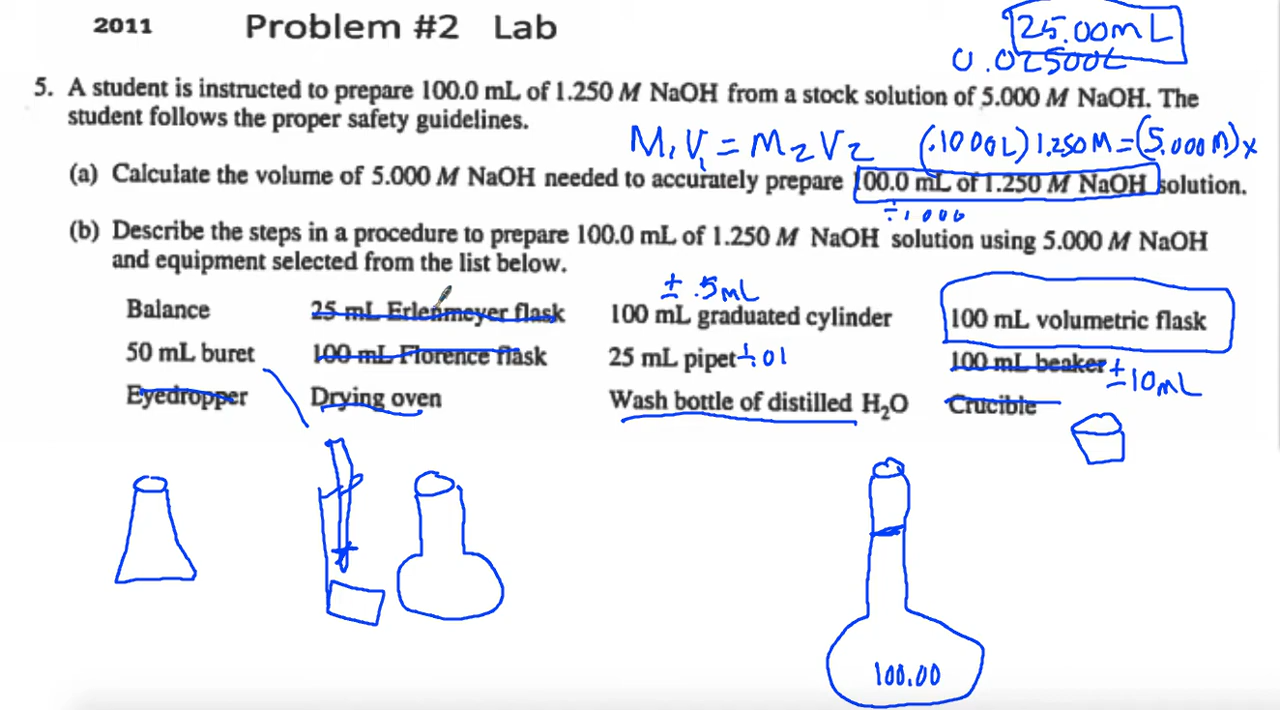 2011 Problem #2 Lab
25.00mL
0.02500L
5. A student is instructed to prepare 100.0 mL of 1.250 M NaOH from a stock solution of 5.000 M NaOH. The
student follows the proper safety guidelines.
M₁V₁ = M₂V₂ (.1000L) 1.250M = (5.000M) x
(a) Calculate the volume of 5.000 M NaOH needed to accurately prepare 100.0 mL of 1.250 M NaOH solution.
÷1000
(b) Describe the steps in a procedure to prepare 100.0 mL of 1.250 M NaOH solution using 5.000 M NaOH
and equipment selected from the list below.
± .5mL
Balance 25 mL Erlenmeyer flask 100 mL graduated cylinder 100 mL volumetric flask
50 mL buret 100 mL Florence flask 25 mL pipet ±.01 100 mL beaker ±10mL
Eyedropper Drying oven Wash bottle of distilled H₂O Crucible
100.00